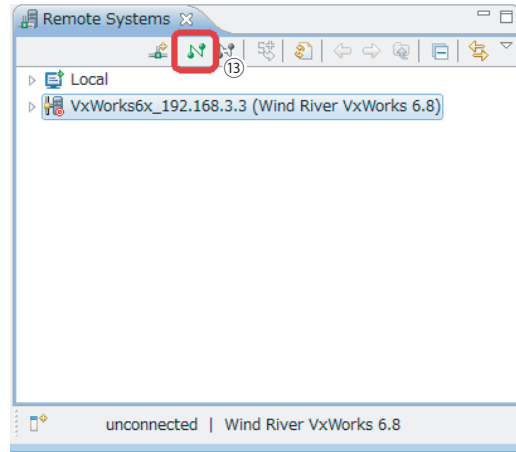 Remote Systems
⑬
Local
VxWorks6x_192.168.3.3 (Wind River VxWorks 6.8)
unconnected | Wind River VxWorks 6.8